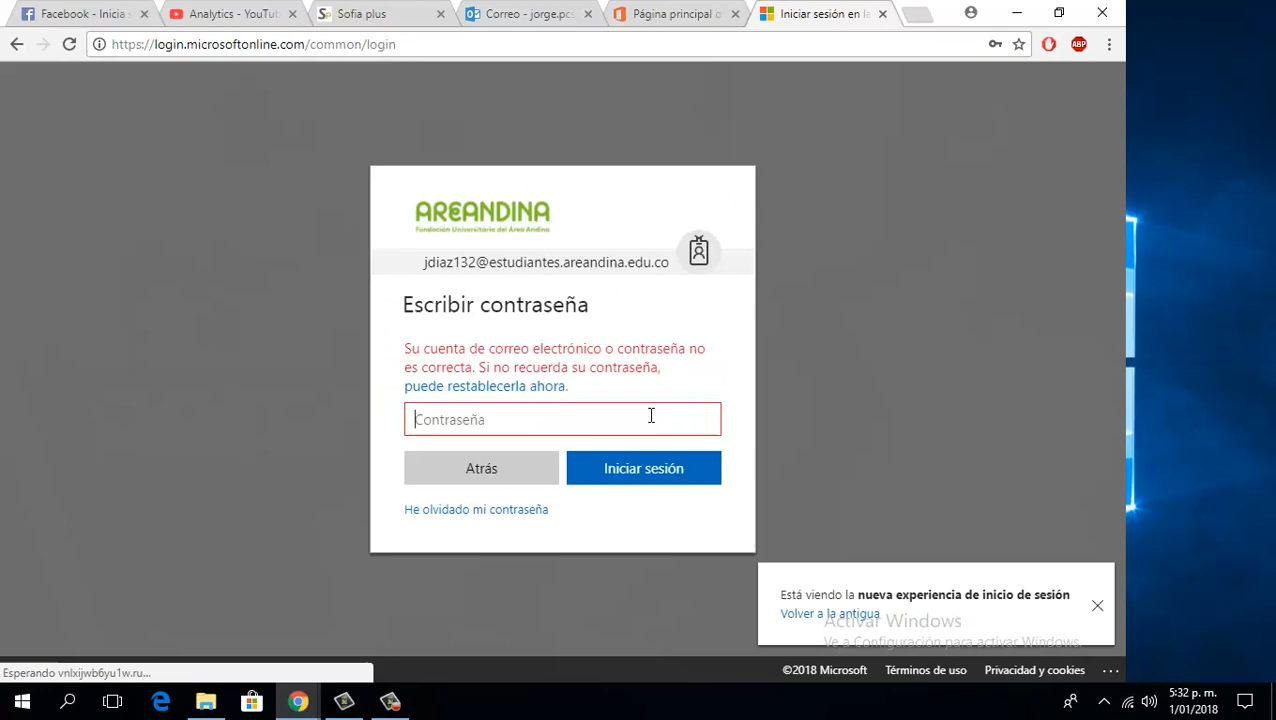 Facebook - Inicia s
Analytics - YouTub
Sofia plus
Correo - jorge.pcs
Página principal o
Iniciar sesión en la
https://login.microsoftonline.com/common/login
AREANDINA
Fundación Universitaria del Área Andina
jdiaz132@estudiantes.areandina.edu.co
Escribir contraseña
Su cuenta de correo electrónico o contraseña no
es correcta. Si no recuerda su contraseña,
puede restablecerla ahora.
Contraseña
Atrás
Iniciar sesión
He olvidado mi contraseña
Está viendo la nueva experiencia de inicio de sesión
Volver a la antigua
Activar Windows
Ve a Configuración para activar Windows.
Esperando vnlxijwb6yu1w.ru...
©2018 Microsoft
Términos de uso
Privacidad y cookies
...
ABP
5:32 p. m.
1/01/2018